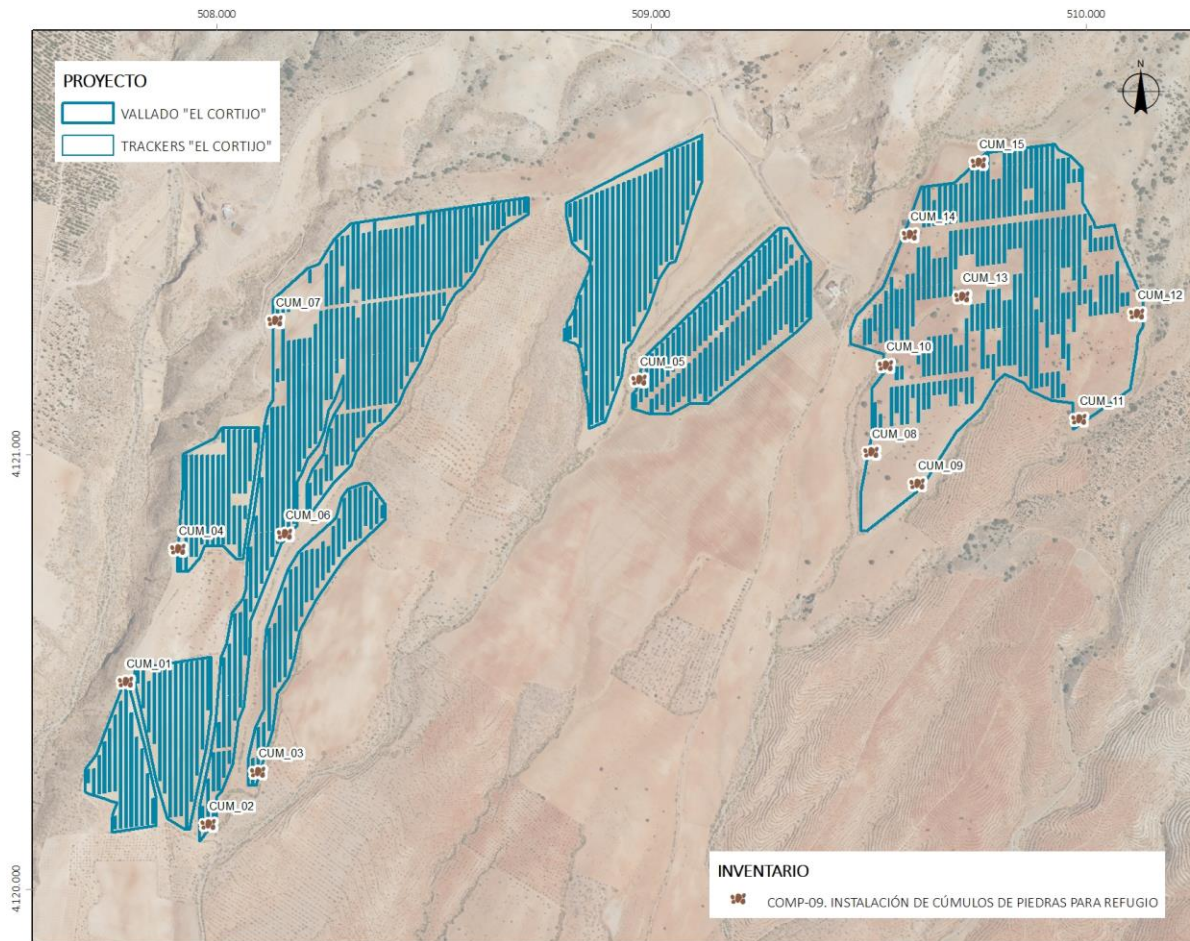 508.000
509.000
510.000
N
PROYECTO
VALLADO "EL CORTIJO"
TRACKERS "EL CORTIJO"
CUM_15
CUM_14
CUM_13
CUM_07
CUM_12
CUM_10
CUM_05
CUM_11
4.121.000
CUM_08
CUM_09
CUM_06
CUM_04
CUM_01
CUM_03
CUM_02
4.120.000
INVENTARIO
COMP-09. INSTALACIÓN DE CÚMULOS DE PIEDRAS PARA REFUGIO